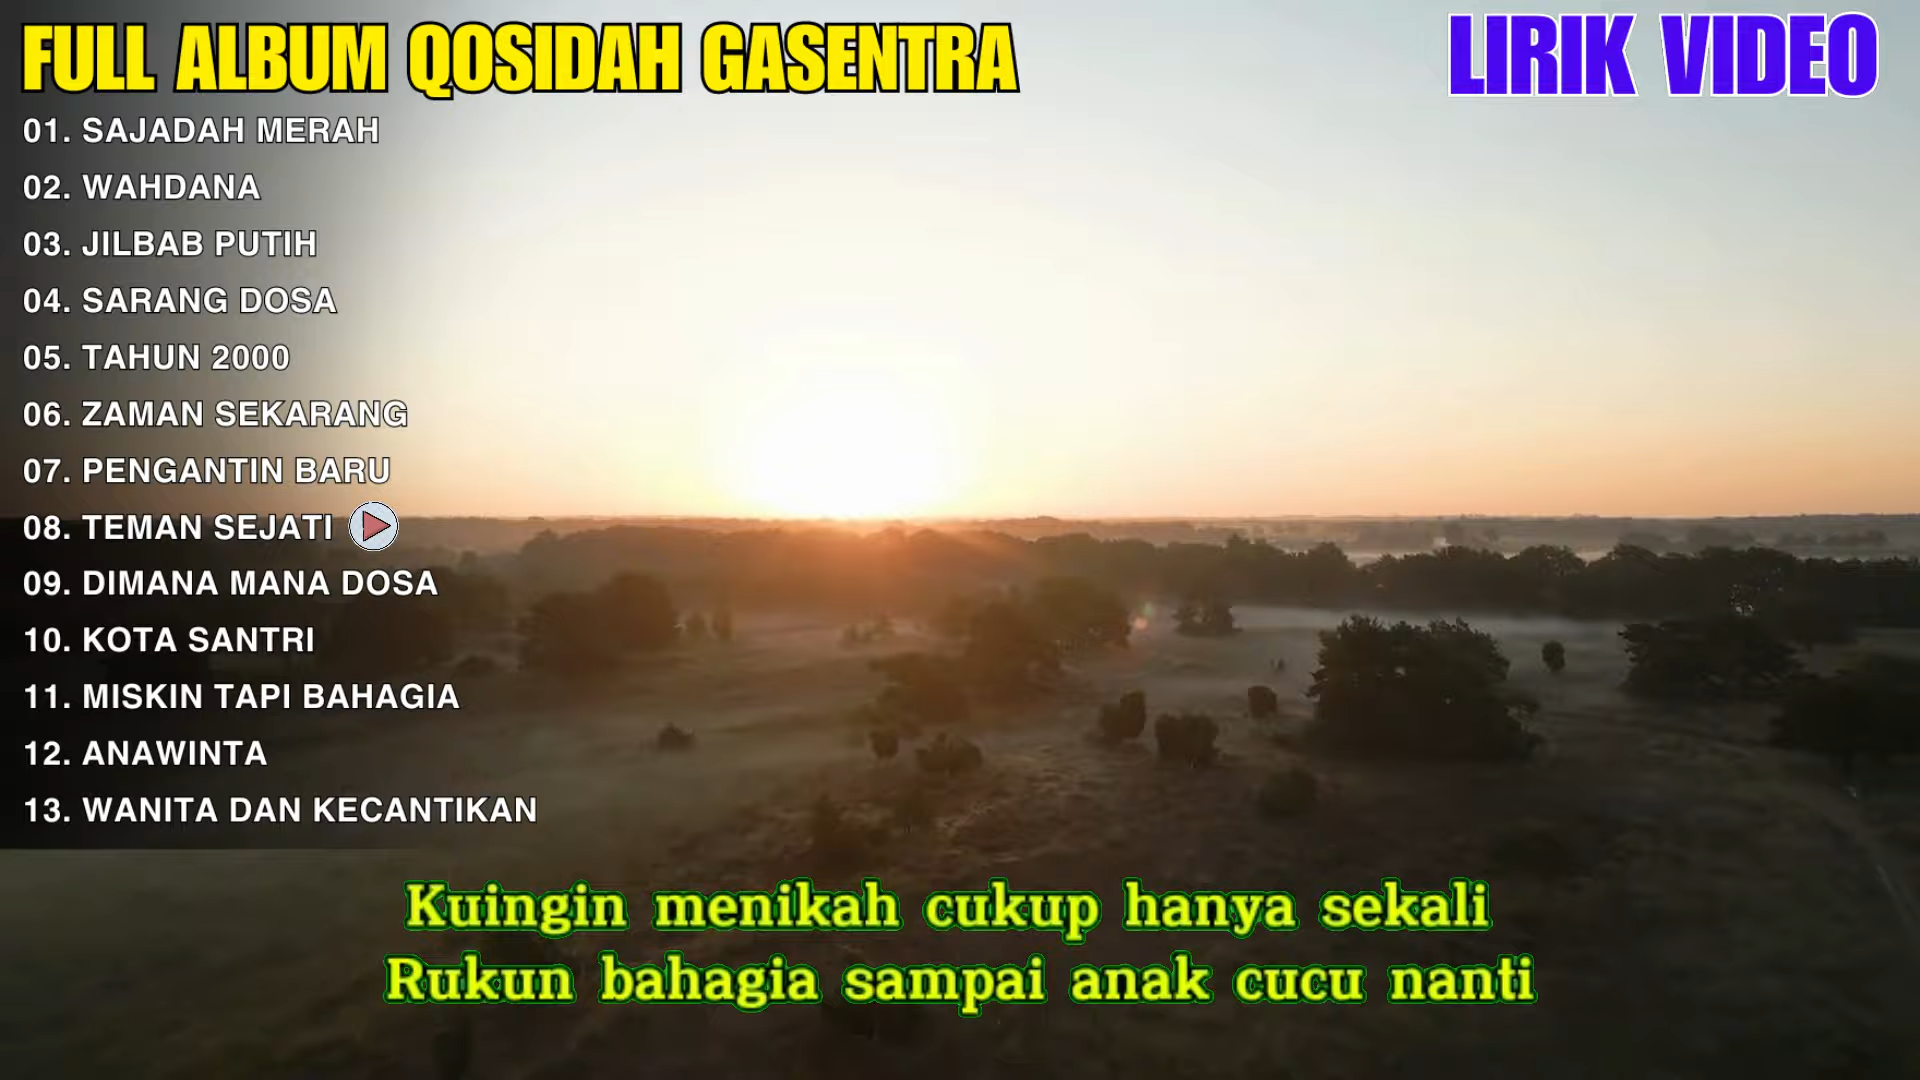 FULL ALBUM QOSIDAH GASENTRA
LIRIK VIDEO
01. SAJADAH MERAH
02. WAHDANA
03. JILBAB PUTIH
04. SARANG DOSA
05. TAHUN 2000
06. ZAMAN SEKARANG
07. PENGANTIN BARU
08. TEMAN SEJATI
09. DIMANA MANA DOSA
10. KOTA SANTRI
11. MISKIN TAPI BAHAGIA
12. ANAWINTA
13. WANITA DAN KECANTIKAN
Kuingin menikah cukup hanya sekali
Rukun bahagia sampai anak cucu nanti